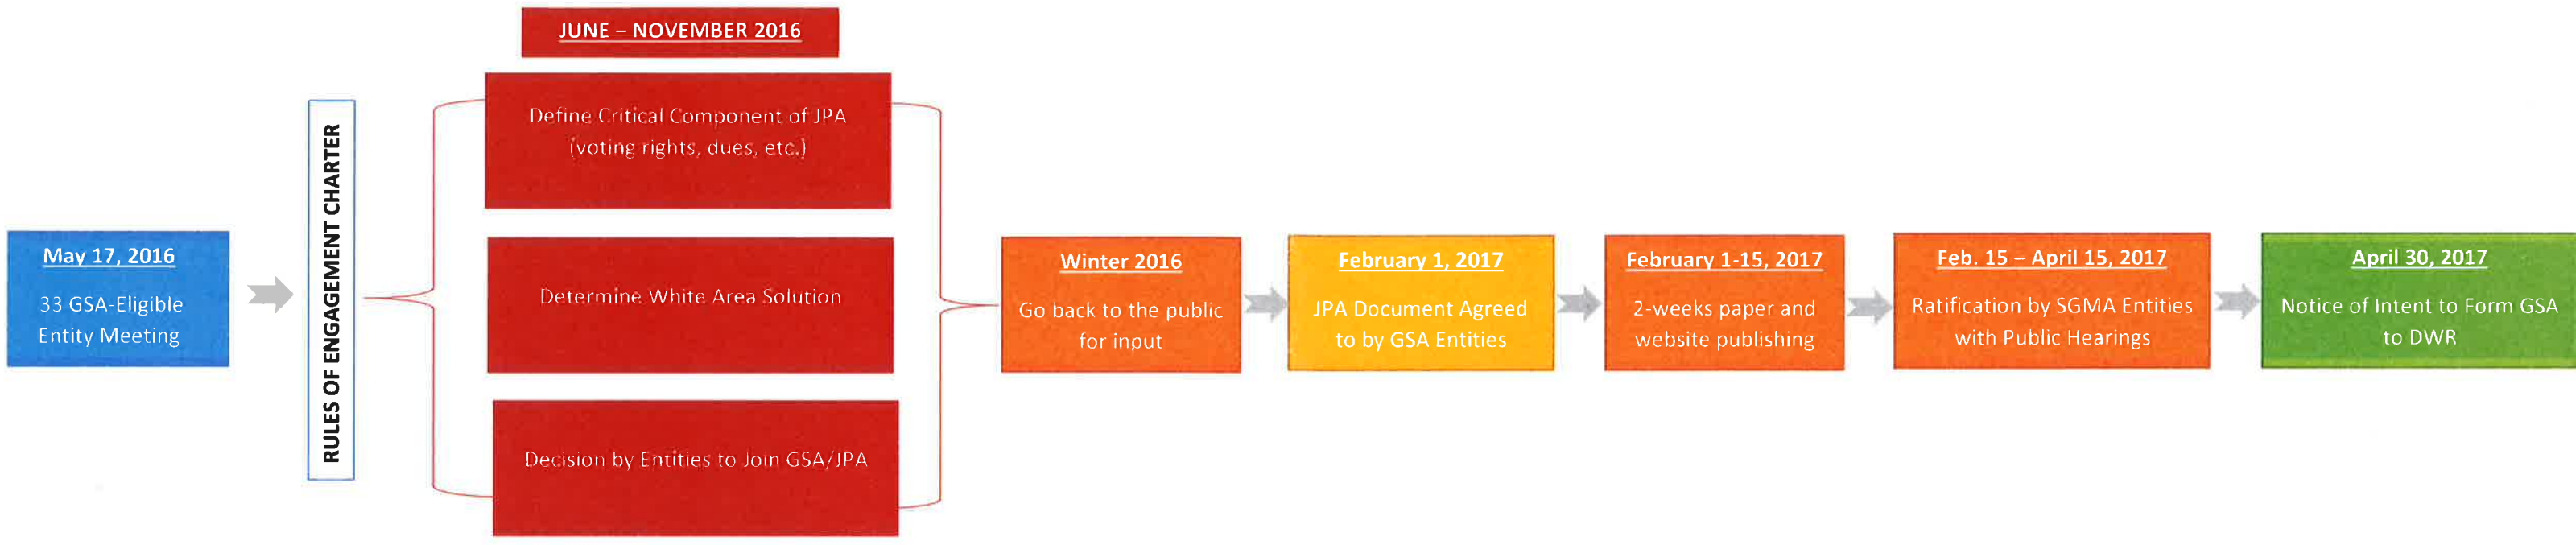 May 17, 2016
33 GSA-Eligible
Entity Meeting
RULES OF ENGAGEMENT CHARTER
JUNE – NOVEMBER 2016
Define Critical Component of JPA
(voting rights, dues, etc.)
Determine White Area Solution
Decision by Entities to Join GSA/JPA
Winter 2016
Go back to the public
for input
February 1, 2017
JPA Document Agreed
to by GSA Entities
February 1-15, 2017
2-weeks paper and
website publishing
Feb. 15 – April 15, 2017
Ratification by SGMA Entities
with Public Hearings
April 30, 2017
Notice of Intent to Form GSA
to DWR